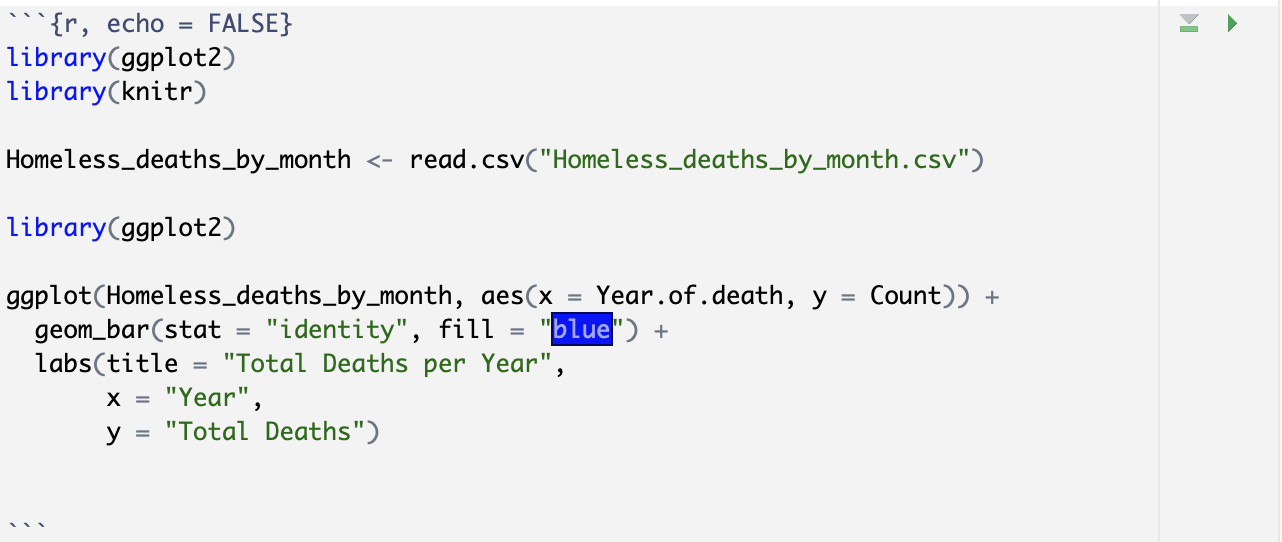 ```{r, echo = FALSE}
library(ggplot2)
library(knitr)
Homeless_deaths_by_month <- read.csv("Homeless_deaths_by_month.csv")
library(ggplot2)
ggplot(Homeless_deaths_by_month, aes(x = Year.of.death, y = Count)) +
  geom_bar(stat = "identity", fill = "blue") +
  labs(title = "Total Deaths per Year",
       x = "Year",
       y = "Total Deaths")
```